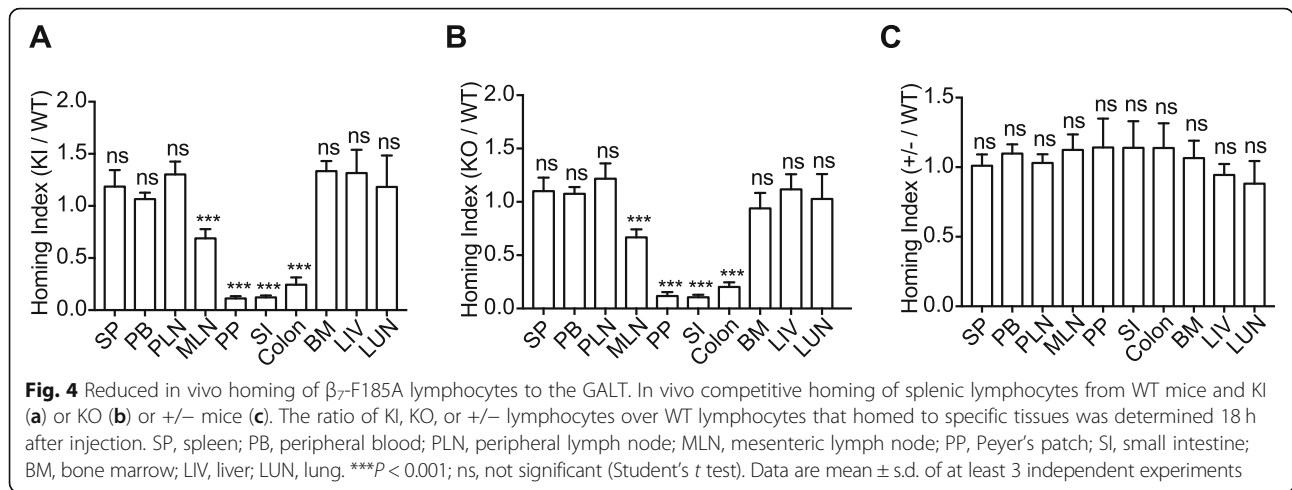 A
B
C
Homing Index (KI / WT)
2.0
1.5
1.0
0.5
0.0
ns
ns
ns
***
***
***
***
ns
ns
ns
SP
PB
PLN
MLN
PP
SI
Colon
BM
LIV
LUN
Homing Index (KO / WT)
2.0
1.5
1.0
0.5
0.0
ns
ns
ns
***
***
***
***
ns
ns
ns
SP
PB
PLN
MLN
PP
SI
Colon
BM
LIV
LUN
Homing Index (+/- / WT)
1.5
1.0
0.5
0.0
ns
ns
ns
ns
ns
ns
ns
ns
ns
ns
SP
PB
PLN
MLN
PP
SI
Colon
BM
LIV
LUN
Fig. 4 Reduced in vivo homing of β₇-F185A lymphocytes to the GALT. In vivo competitive homing of splenic lymphocytes from WT mice and KI
(a) or KO (b) or +/− mice (c). The ratio of KI, KO, or +/− lymphocytes over WT lymphocytes that homed to specific tissues was determined 18 h
after injection. SP, spleen; PB, peripheral blood; PLN, peripheral lymph node; MLN, mesenteric lymph node; PP, Peyer's patch; SI, small intestine;
BM, bone marrow; LIV, liver; LUN, lung. ***P < 0.001; ns, not significant (Student's t test). Data are mean ± s.d. of at least 3 independent experiments